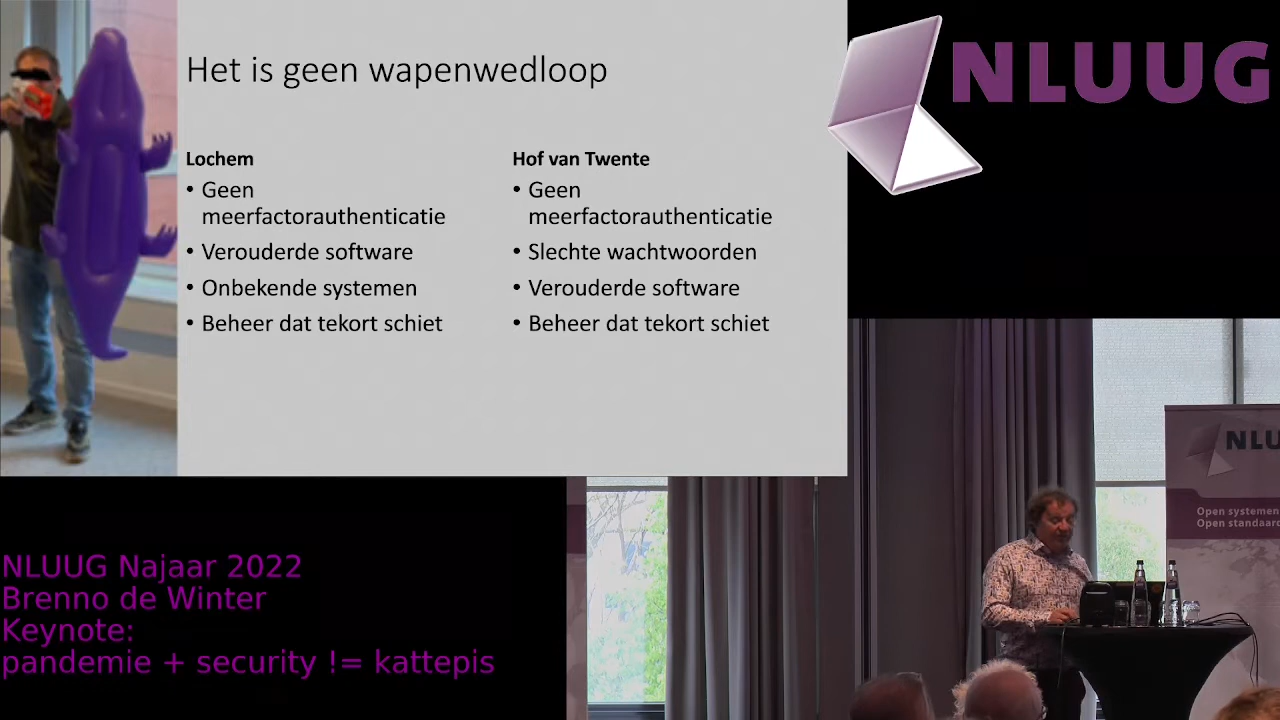 Het is geen wapenwedloop
Lochem
• Geen
meerfactorauthenticatie
• Verouderde software
• Onbekende systemen
• Beheer dat tekort schiet
Hof van Twente
• Geen
meerfactorauthenticatie
• Slechte wachtwoorden
• Verouderde software
• Beheer dat tekort schiet
NLUUG
NLU
Open systemen
Open standaar
NLUUG Najaar 2022
Brenno de Winter
Keynote:
pandemie + security != kattepis